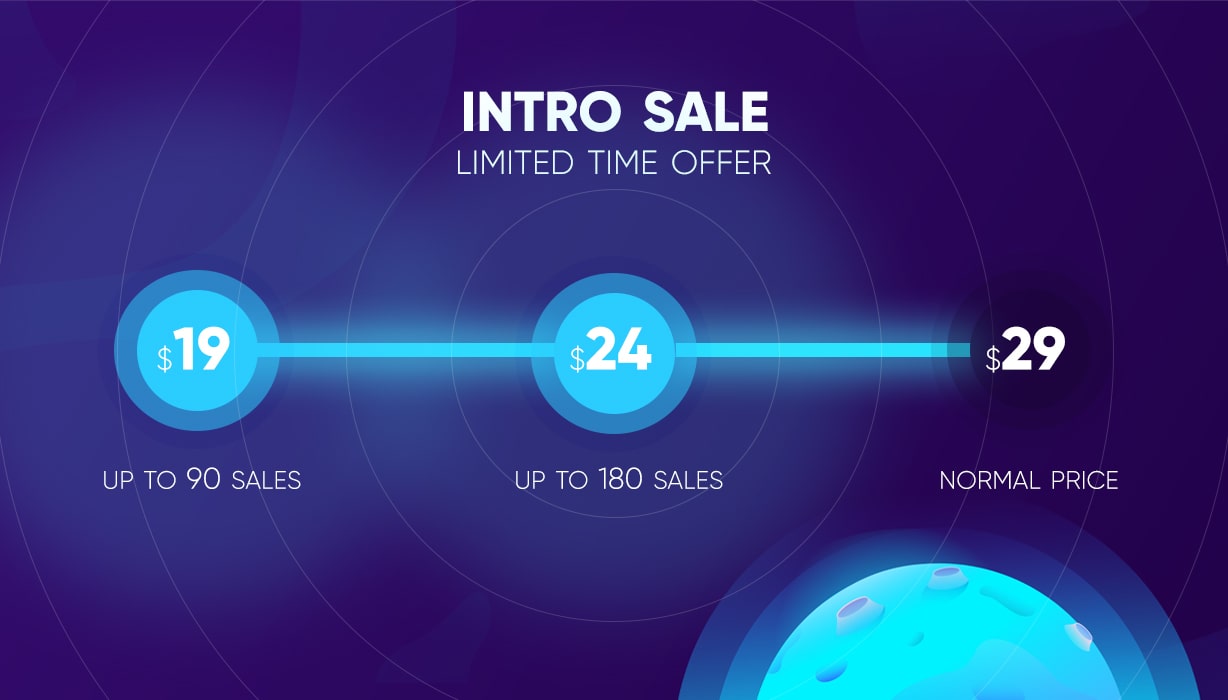 INTRO SALE
LIMITED TIME OFFER
$19
$24
$29
UP TO 90 SALES
UP TO 180 SALES
NORMAL PRICE